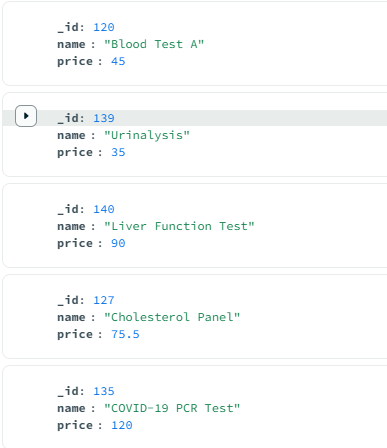 _id: 120
name : "Blood Test A"
price : 45
_id: 139
name : "Urinalysis"
price : 35
_id: 140
name : "Liver Function Test"
price : 90
_id: 127
name : "Cholesterol Panel"
price : 75.5
_id: 135
name : "COVID-19 PCR Test"
price : 120